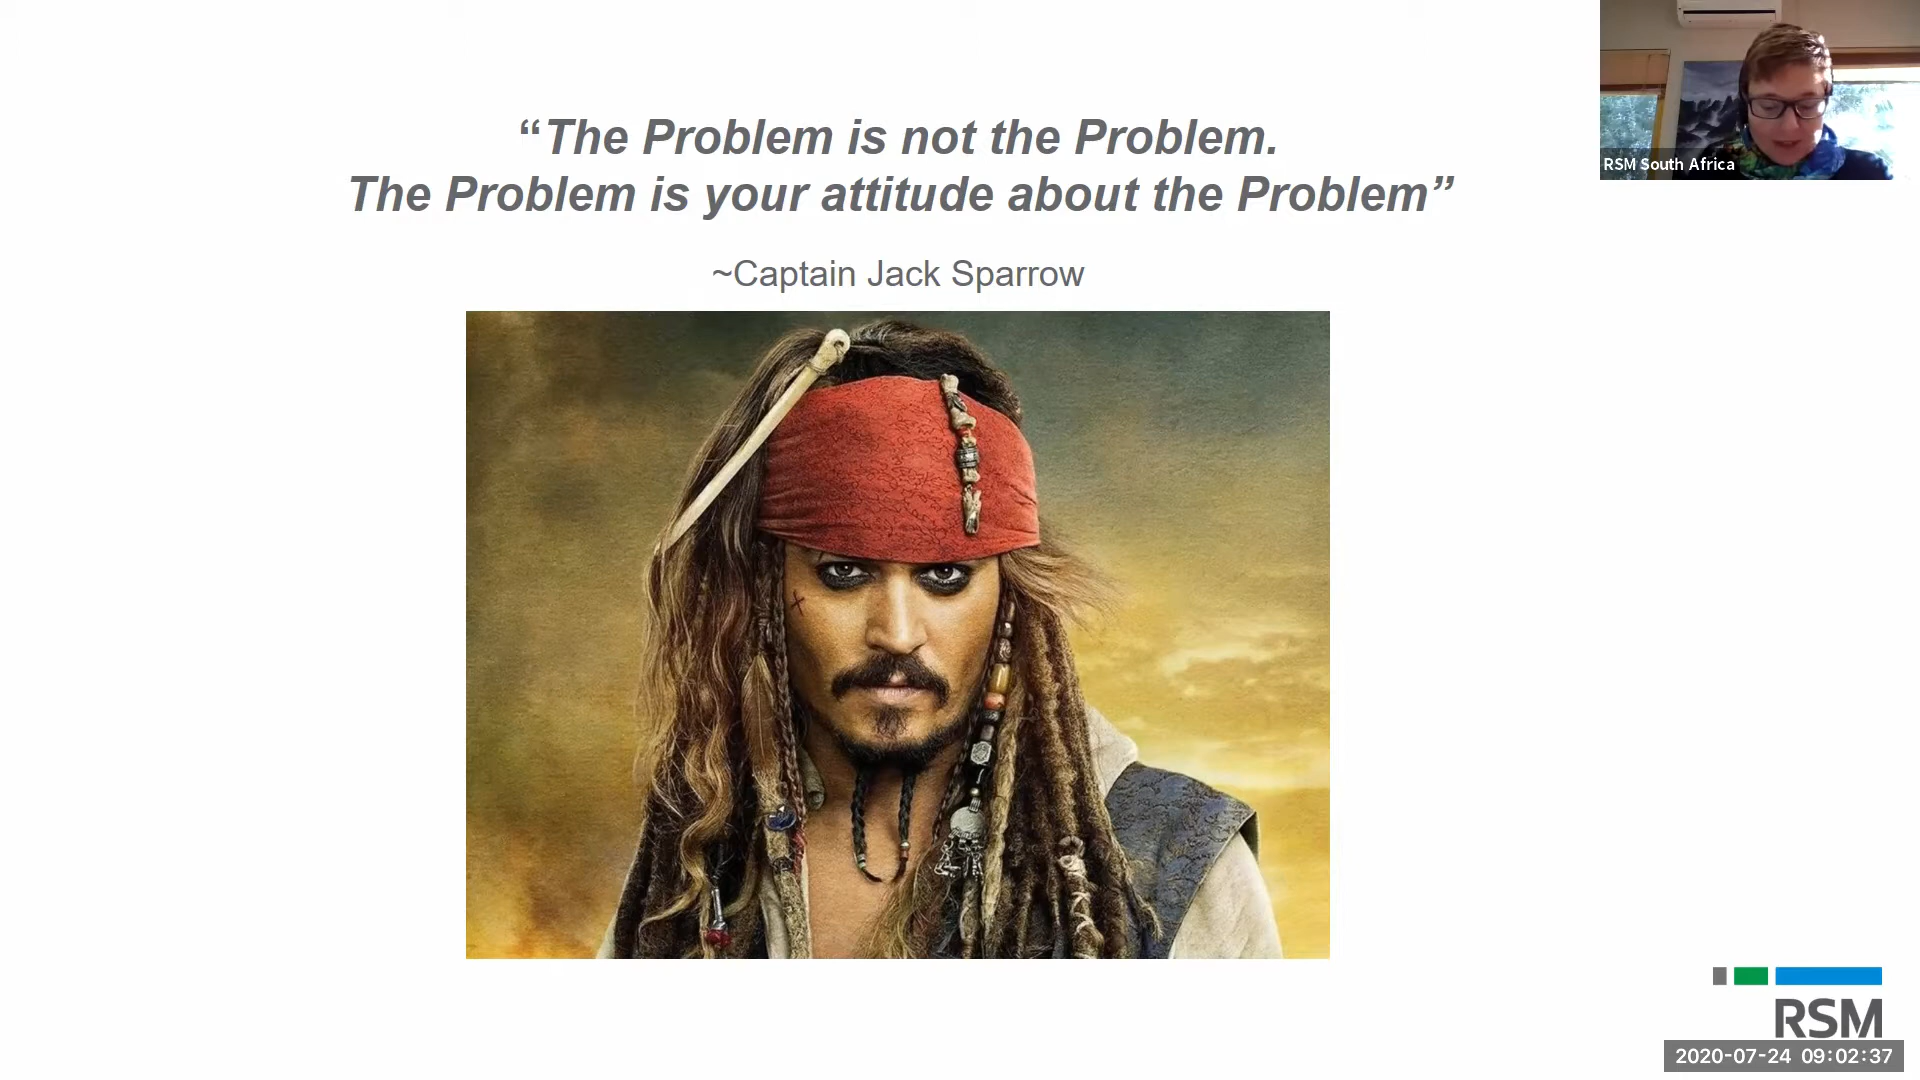 “The Problem is not the Problem.
The Problem is your attitude about the Problem”
~Captain Jack Sparrow
RSM South Africa
RSM
2020-07-24 09:02:37